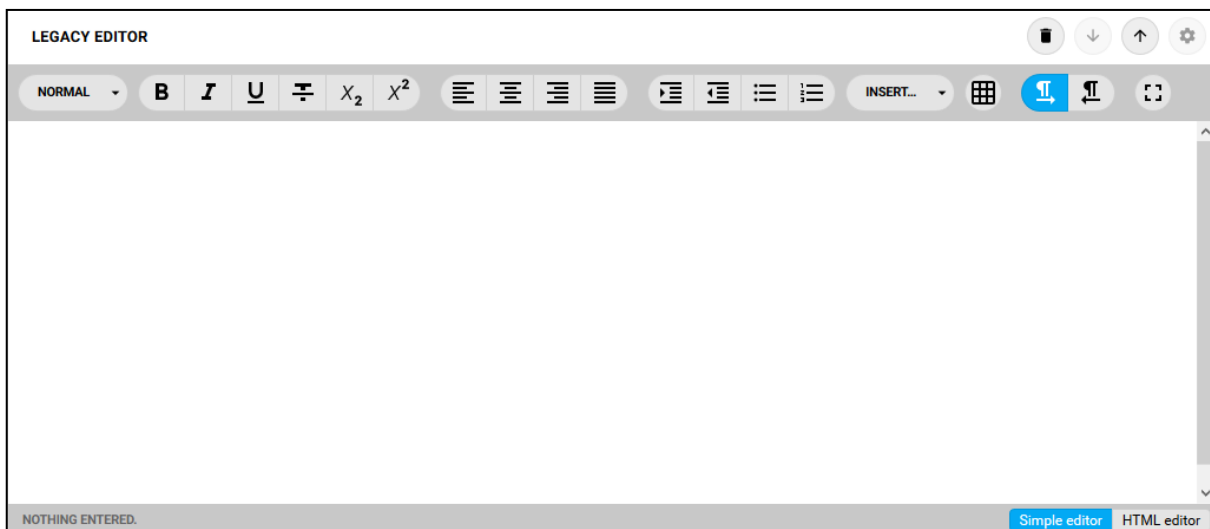 LEGACY EDITOR
NORMAL B I U T X₂ X² INSERT...
NOTHING ENTERED. Simple editor HTML editor